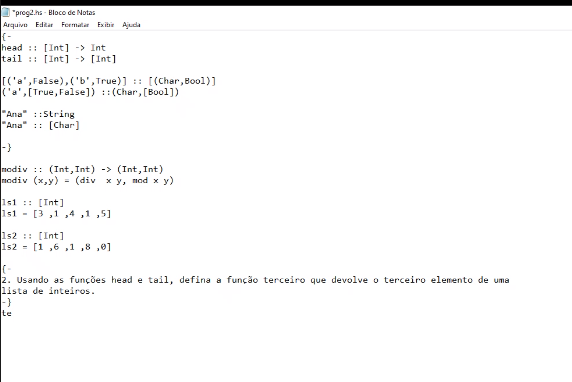 *prog2.hs - Bloco de Notas
Arquivo Editar Formatar Exibir Ajuda
{-
head :: [Int] -> Int
tail :: [Int] -> [Int]
[('a',False),('b',True)] :: [(Char,Bool)]
('a',[True,False]) ::(Char,[Bool])
"Ana" ::String
"Ana" :: [Char]
-}
modiv :: (Int,Int) -> (Int,Int)
modiv (x,y) = (div  x y, mod x y)
ls1 :: [Int]
ls1 = [3 ,1 ,4 ,1 ,5]
ls2 :: [Int]
ls2 = [1 ,6 ,1 ,8 ,0]
{-
2. Usando as funções head e tail, defina a função terceiro que devolve o terceiro elemento de uma
lista de inteiros.
-}
te